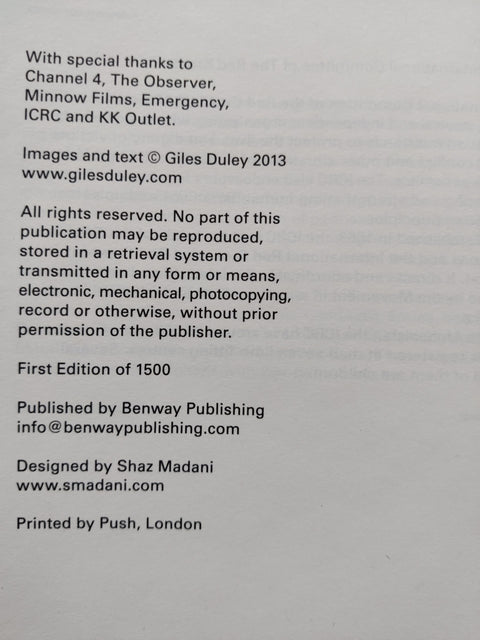 With special thanks to
Channel 4, The Observer,
Minnow Films, Emergency,
ICRC and KK Outlet.
Images and text © Giles Duley 2013
www.gilesduley.com
All rights reserved. No part of this
publication may be reproduced,
stored in a retrieval system or
transmitted in any form or means,
electronic, mechanical, photocopying,
record or otherwise, without prior
permission of the publisher.
First Edition of 1500
Published by Benway Publishing
info@benwaypublishing.com
Designed by Shaz Madani
www.smadani.com
Printed by Push, London